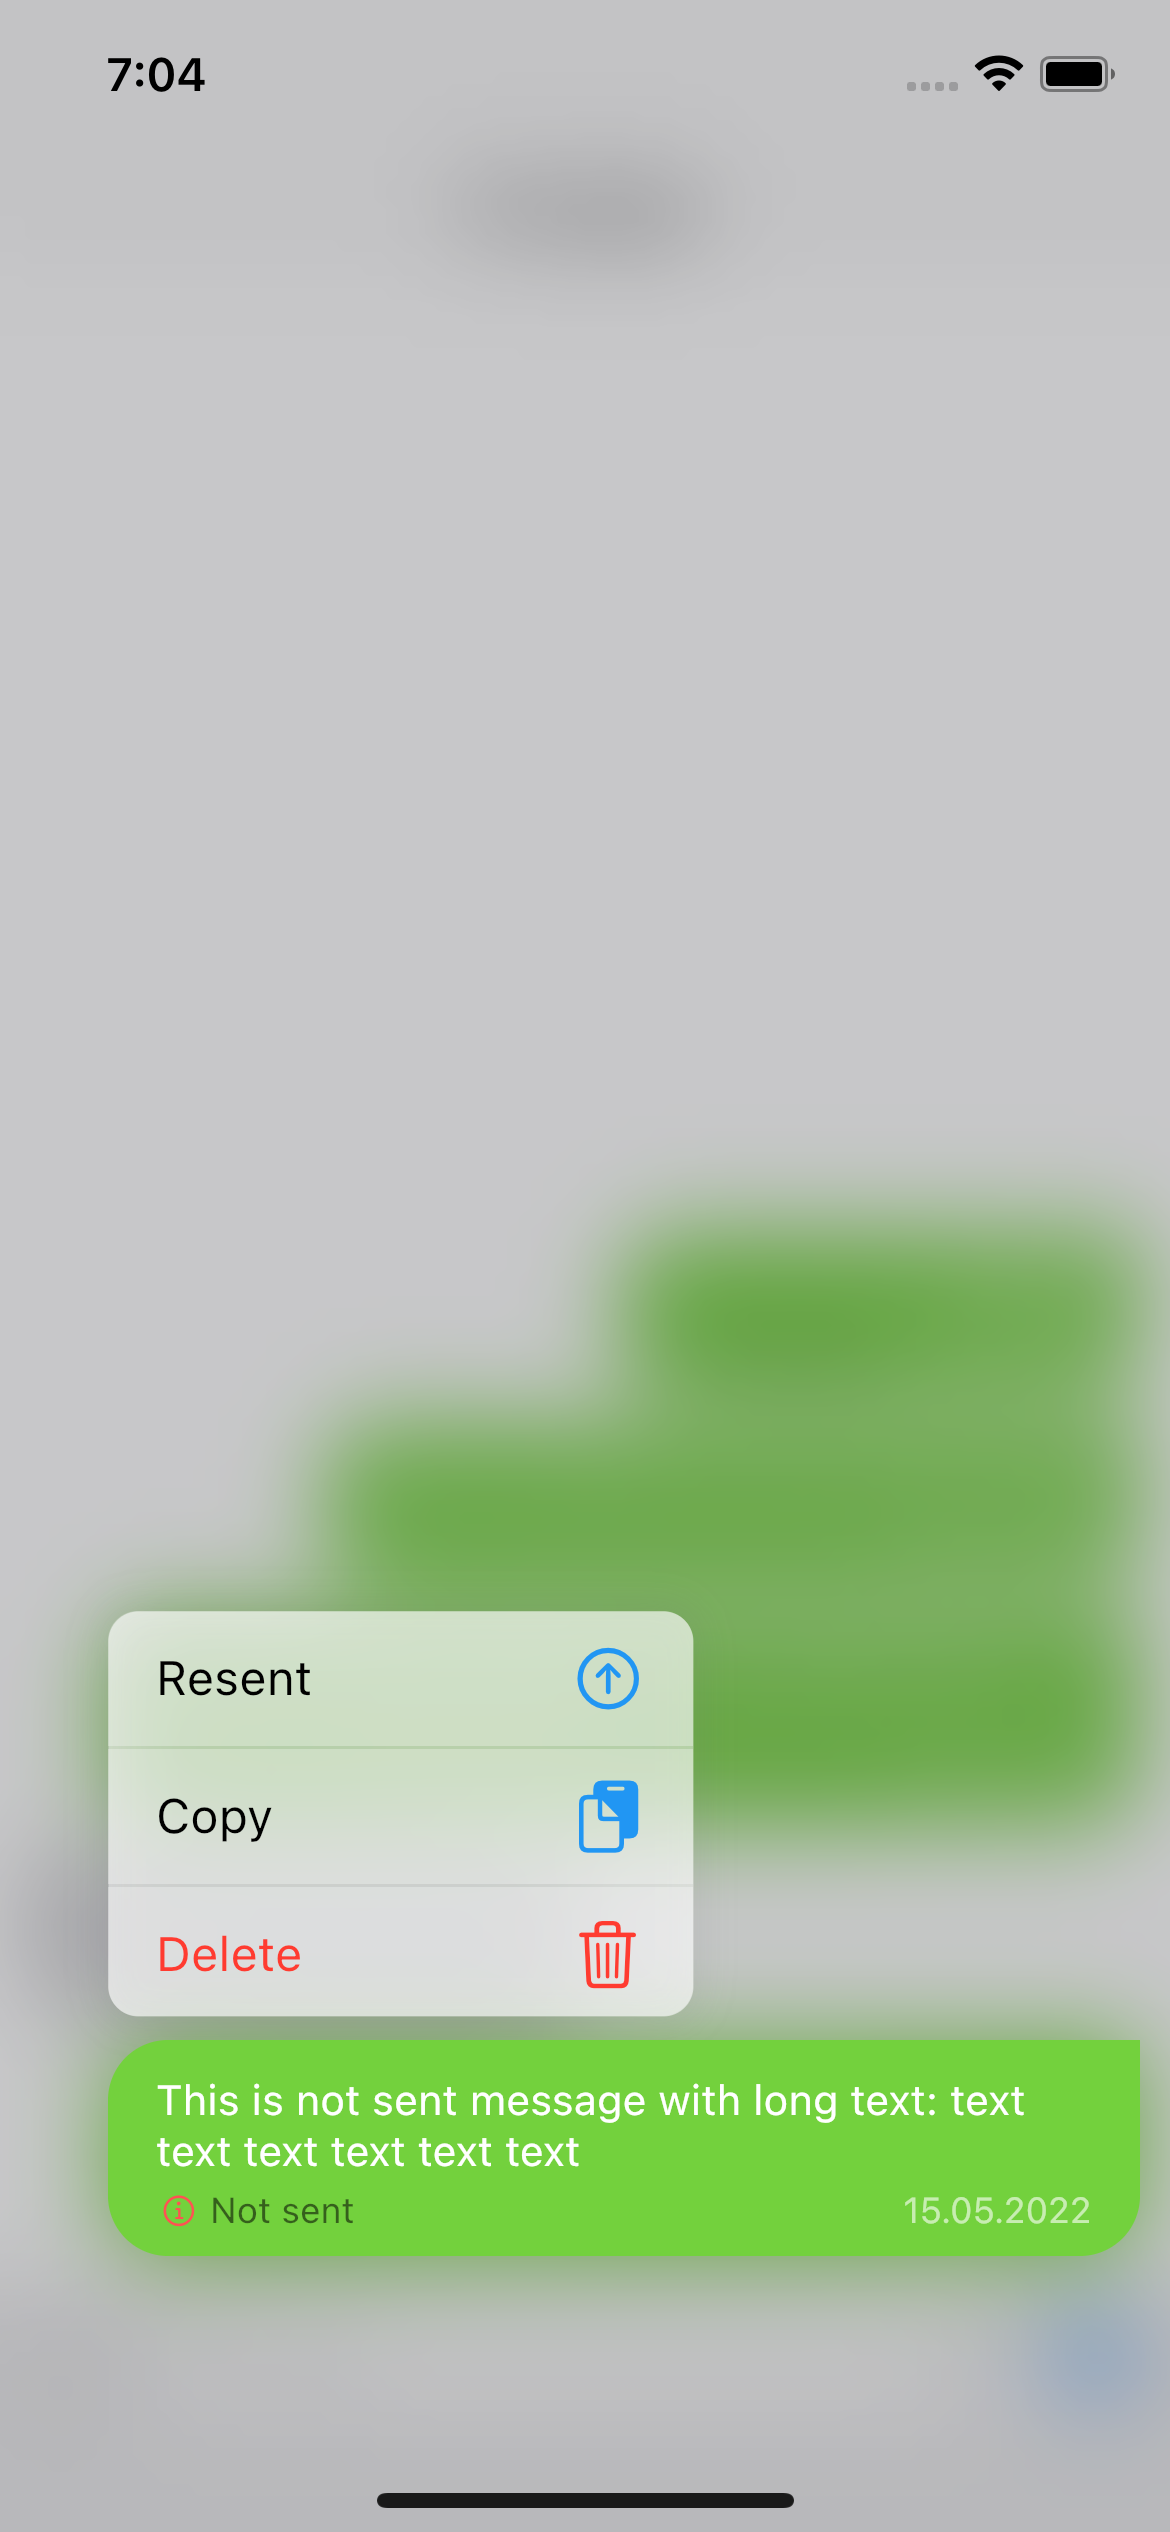 7:04
Resent
Copy
Delete
This is not sent message with long text: text
text text text text text
Not sent 15.05.2022